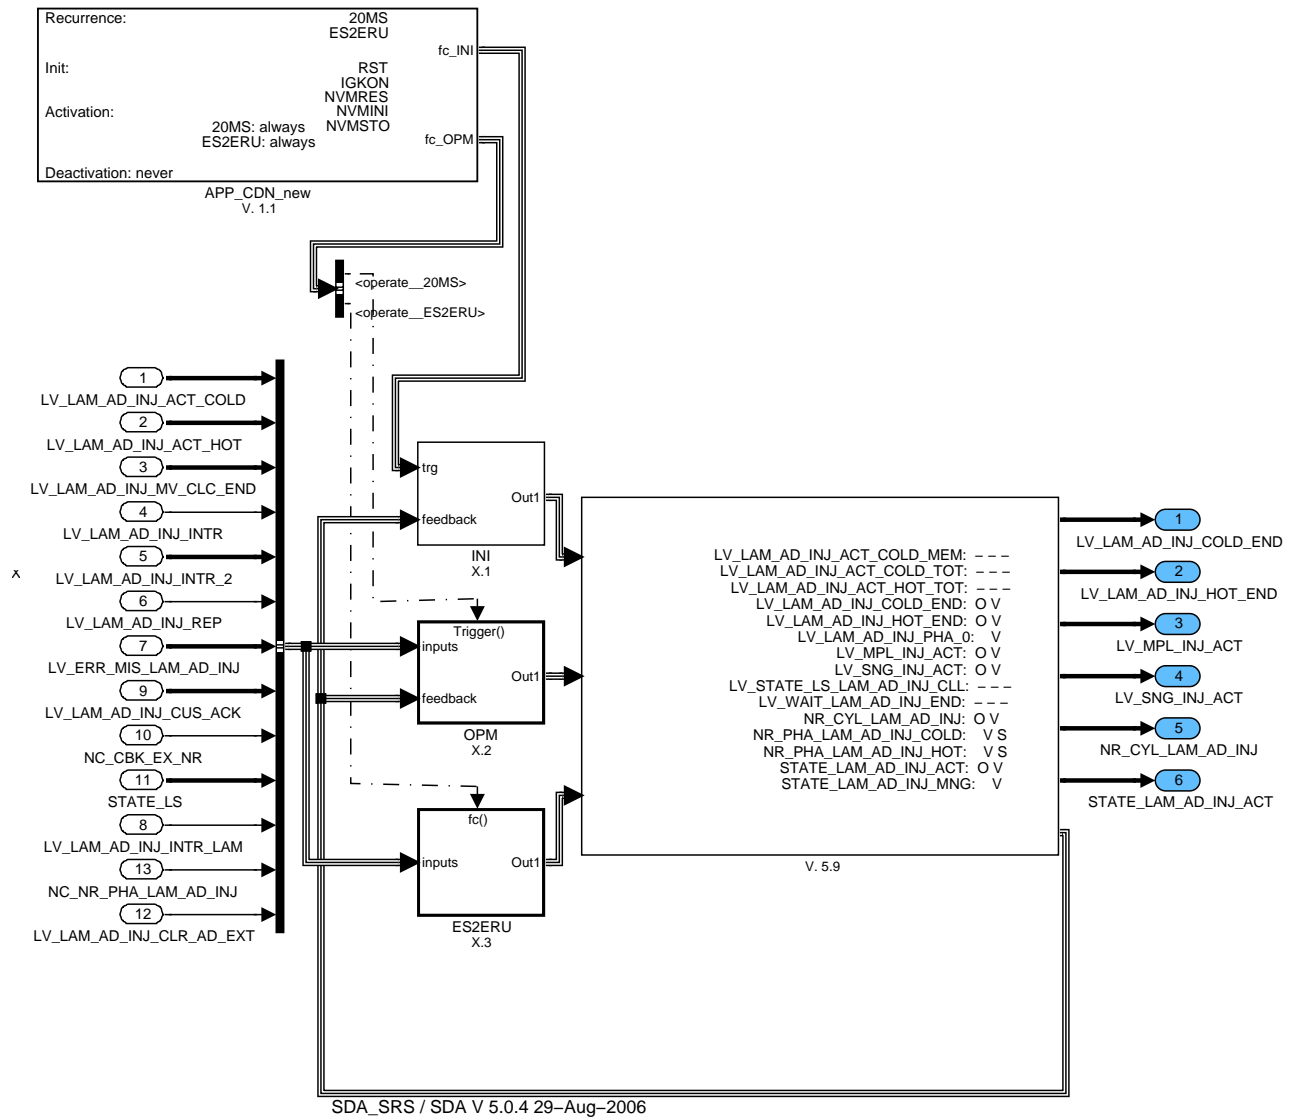 Recurrence: 20MS
ES2ERU
fc_INI
Init: RST
IGKON
NVMRES
Activation: NVMINI
20MS: always NVMSTO
ES2ERU: always
fc_OPM
Deactivation: never
APP_CDN_new
V. 1.1
<operate__20MS>
<operate__ES2ERU>
1
LV_LAM_AD_INJ_ACT_COLD
2
LV_LAM_AD_INJ_ACT_HOT
3
LV_LAM_AD_INJ_MV_CLC_END
4
LV_LAM_AD_INJ_INTR
5
LV_LAM_AD_INJ_INTR_2
6
LV_LAM_AD_INJ_REP
7
LV_ERR_MIS_LAM_AD_INJ
9
LV_LAM_AD_INJ_CUS_ACK
10
NC_CBK_EX_NR
11
STATE_LS
8
LV_LAM_AD_INJ_INTR_LAM
13
NC_NR_PHA_LAM_AD_INJ
12
LV_LAM_AD_INJ_CLR_AD_EXT
x
trg
Out1
feedback
INI
X.1
Trigger()
inputs
Out1
feedback
OPM
X.2
fc()
inputs
Out1
ES2ERU
X.3
LV_LAM_AD_INJ_ACT_COLD_MEM: – – –
LV_LAM_AD_INJ_ACT_COLD_TOT: – – –
LV_LAM_AD_INJ_ACT_HOT_TOT: – – –
LV_LAM_AD_INJ_COLD_END: O V
LV_LAM_AD_INJ_HOT_END: O V
LV_LAM_AD_INJ_PHA_0: V
LV_MPL_INJ_ACT: O V
LV_SNG_INJ_ACT: O V
LV_STATE_LS_LAM_AD_INJ_CLL: – – –
LV_WAIT_LAM_AD_INJ_END: – – –
NR_CYL_LAM_AD_INJ: O V
NR_PHA_LAM_AD_INJ_COLD: V S
NR_PHA_LAM_AD_INJ_HOT: V S
STATE_LAM_AD_INJ_ACT: O V
STATE_LAM_AD_INJ_MNG: V
V. 5.9
1
LV_LAM_AD_INJ_COLD_END
2
LV_LAM_AD_INJ_HOT_END
3
LV_MPL_INJ_ACT
4
LV_SNG_INJ_ACT
5
NR_CYL_LAM_AD_INJ
6
STATE_LAM_AD_INJ_ACT
SDA_SRS / SDA V 5.0.4 29–Aug–2006